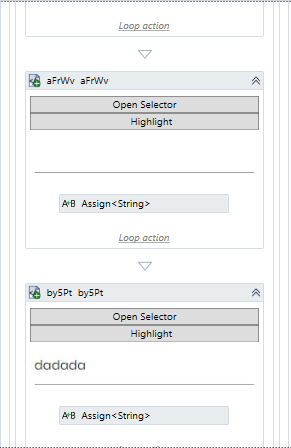 Loop action
aFrWv aFrWv
Open Selector
Highlight
A+B Assign<String>
Loop action
by5Pt by5Pt
Open Selector
Highlight
dadada
A+B Assign<String>